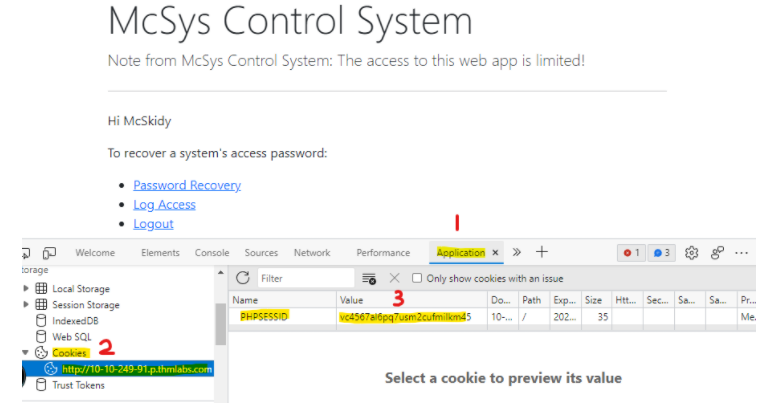 McSys Control System
Note from McSys Control System: The access to this web app is limited!
Hi McSkidy
To recover a system's access password:
Password Recovery
Log Access
Logout
1
Welcome Elements Console Sources Network Performance Application × » + 1 3 ...
torage
Filter
Only show cookies with an issue
Local Storage
Session Storage
IndexedDB
Web SQL
Cookies 2
http://10-10-249-91.p.thmlabs.com
Trust Tokens
3
Name Value Do... Path Exp... Size Htt... Sec... Sa... Sa... Pr...
PHPSESSID 10-... / 202... 35 Me.
Select a cookie to preview its value